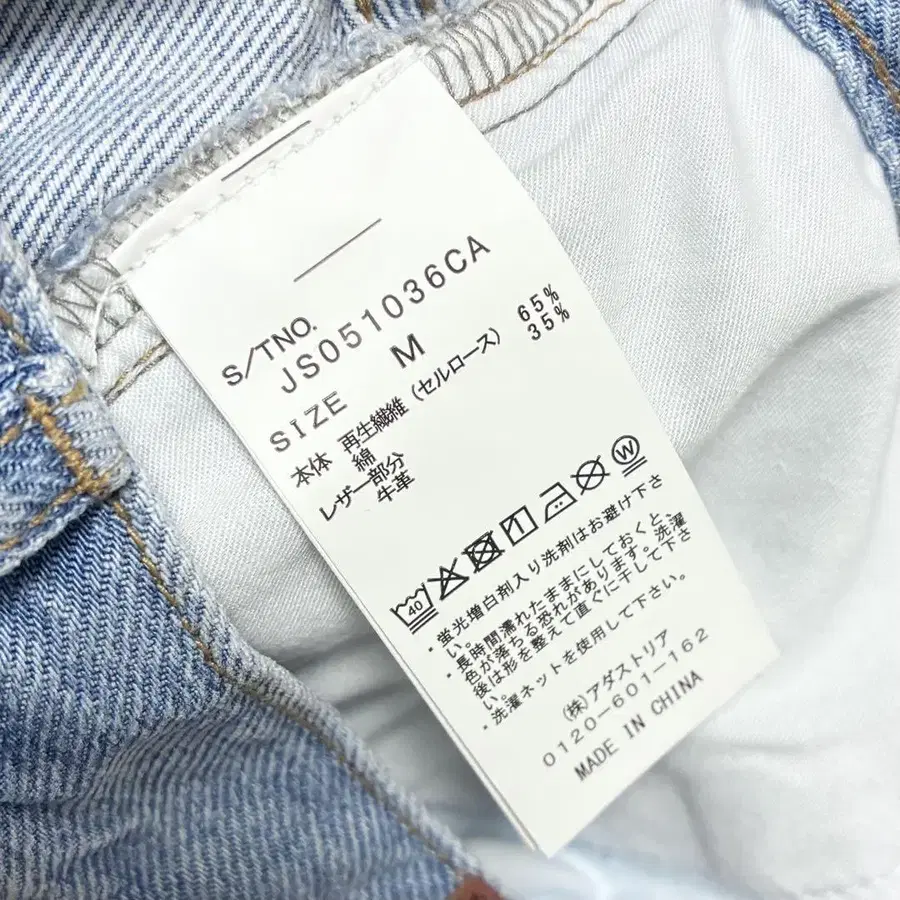 S/TNO.
JS051036CA
SIZE M
本体 再生繊維(セルロース) 65%
綿 35%
レザー部分
牛革
40 W
・蛍光増白剤入り洗剤はお避け下さ
い。
・長時間濡れたままにしておくと、
色が落ちる恐れがあります。洗濯
後は形を整えて直ぐに干して下さ
い。
・洗濯ネットを使用して下さい。
(株)アダストリア
0120-601-162
MADE IN CHINA